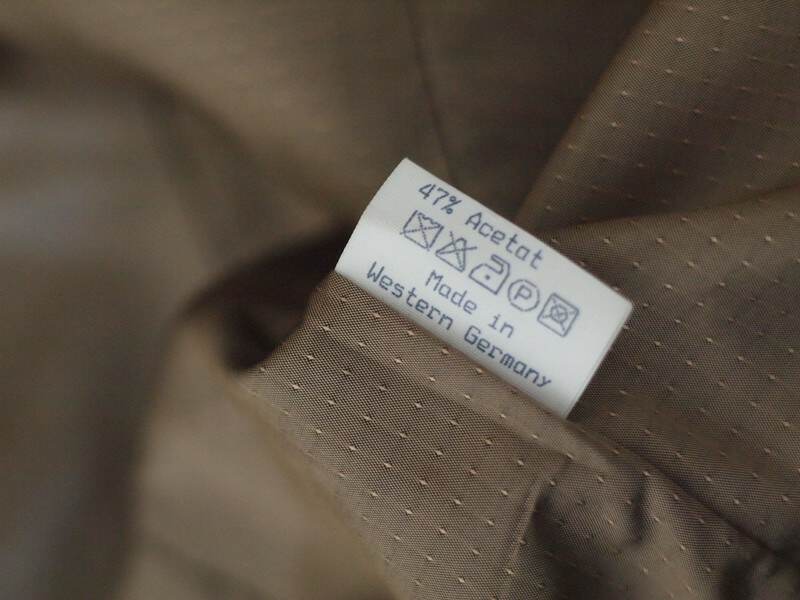 47% Acetat
P
Made in
Western Germany